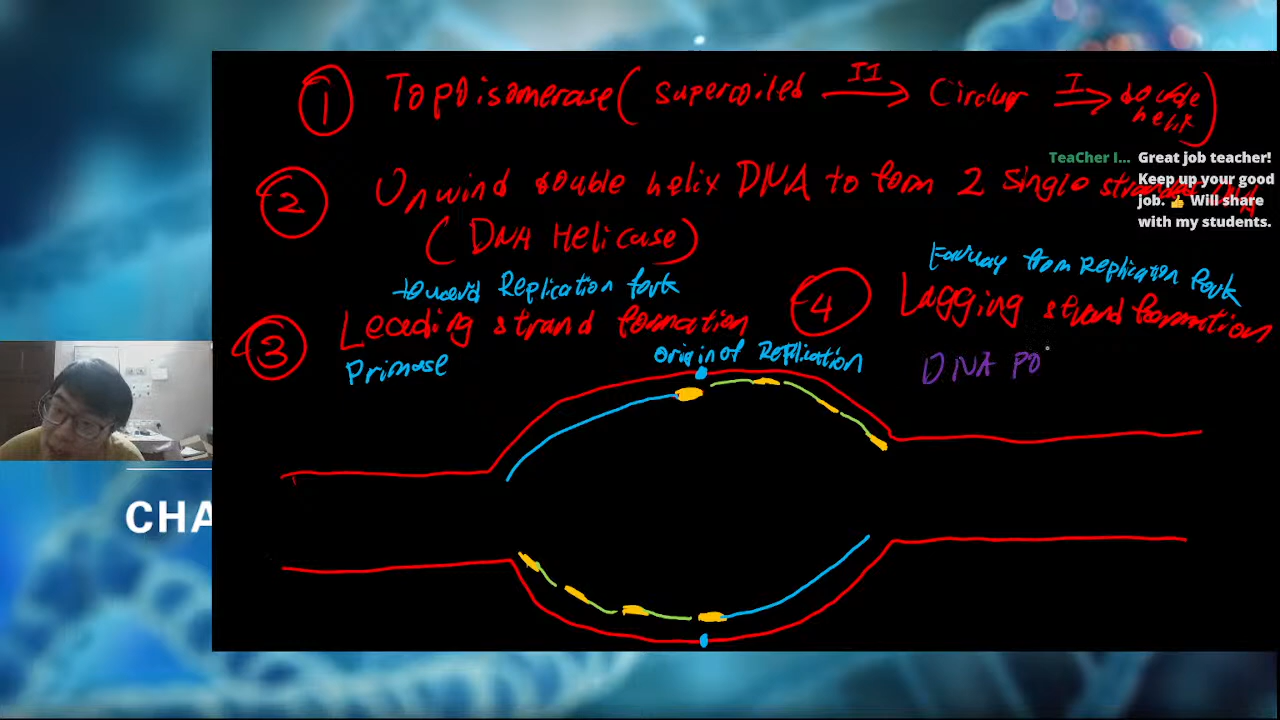 1 Topoisomerase ( supercoiled II → Circular I → double helix )
2 Unwind double helix DNA to form 2 single stranded DNA
( DNA Helicase )
TeaCher I... Great job teacher!
Keep up your good
job. 👍 Will share
with my students.
toward Replication fork
3 Leading strand formation
Primase
Origin of Replication
away from Replication fork
4 Lagging strand formation
DNA PO
CHA